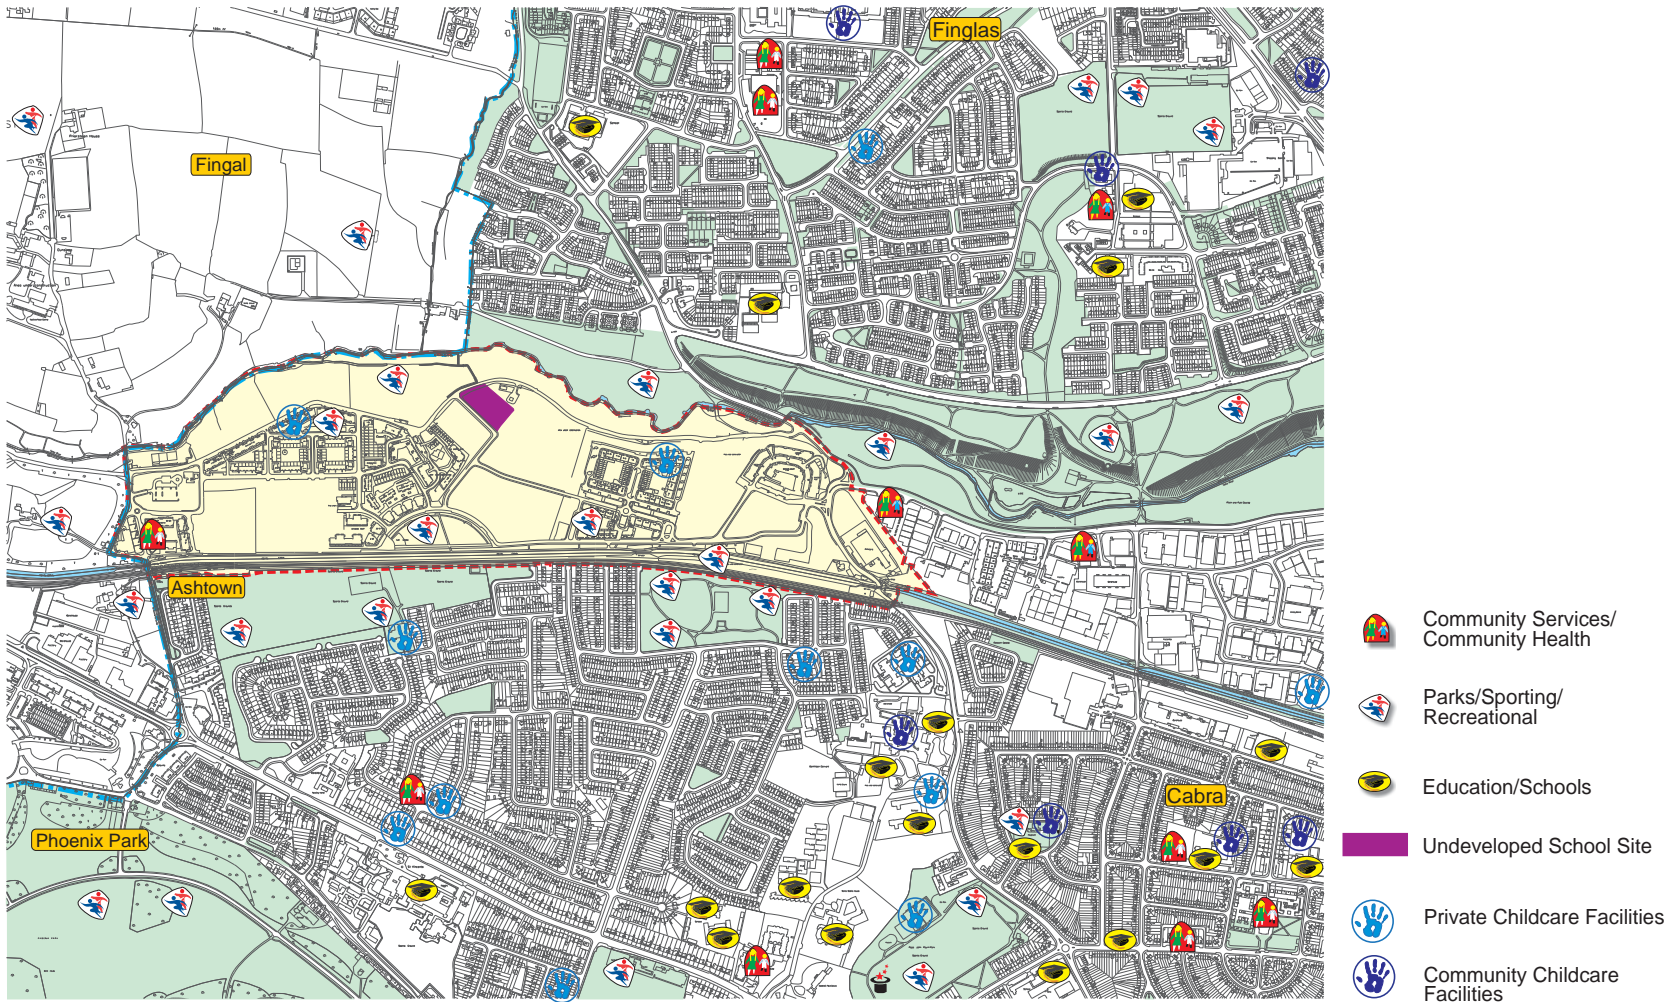 Finglas
Fingal
Ashtown
Cabra
Phoenix Park
Community Services/
Community Health
Parks/Sporting/
Recreational
Education/Schools
Undeveloped School Site
Private Childcare Facilities
Community Childcare
Facilities